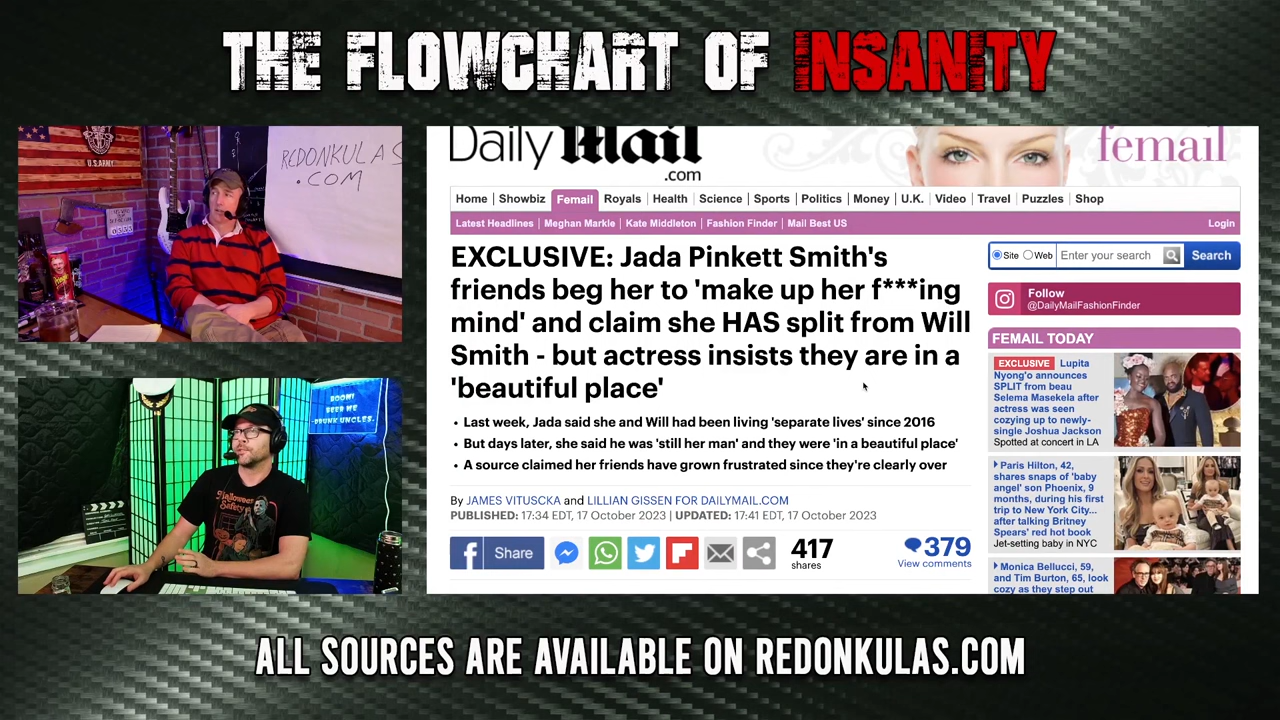 THE FLOWCHART OF INSANITY
U.S. ARMY
REDONKULAS
.COM
BOOM!
BEER ME
-DRUNK UNCLES.
Halloween
Safety
Daily Mail
.com
femail
Home Showbiz Femail Royals Health Science Sports Politics Money U.K. Video Travel Puzzles Shop
Latest Headlines Meghan Markle Kate Middleton Fashion Finder Mail Best US Login
EXCLUSIVE: Jada Pinkett Smith's
friends beg her to 'make up her f***ing
mind' and claim she HAS split from Will
Smith - but actress insists they are in a
'beautiful place'
• Last week, Jada said she and Will had been living 'separate lives' since 2016
• But days later, she said he was 'still her man' and they were 'in a beautiful place'
• A source claimed her friends have grown frustrated since they're clearly over
By JAMES VITUSCKA and LILLIAN GISSEN FOR DAILYMAIL.COM
PUBLISHED: 17:34 EDT, 17 October 2023 | UPDATED: 17:41 EDT, 17 October 2023
Share
417
shares
379
View comments
Site Web Enter your search Search
Follow
@DailyMailFashionFinder
FEMAIL TODAY
EXCLUSIVE Lupita
Nyong'o announces
SPLIT from beau
Selema Masekela after
actress was seen
cozying up to newly-
single Joshua Jackson
Spotted at concert in LA
Paris Hilton, 42,
shares snaps of 'baby
angel' son Phoenix, 9
months, during his first
trip to New York City...
after talking Britney
Spears' red hot book
Jet-setting baby in NYC
Monica Bellucci, 59,
and Tim Burton, 65, look
cozy as they step out
ALL SOURCES ARE AVAILABLE ON REDONKULAS.COM